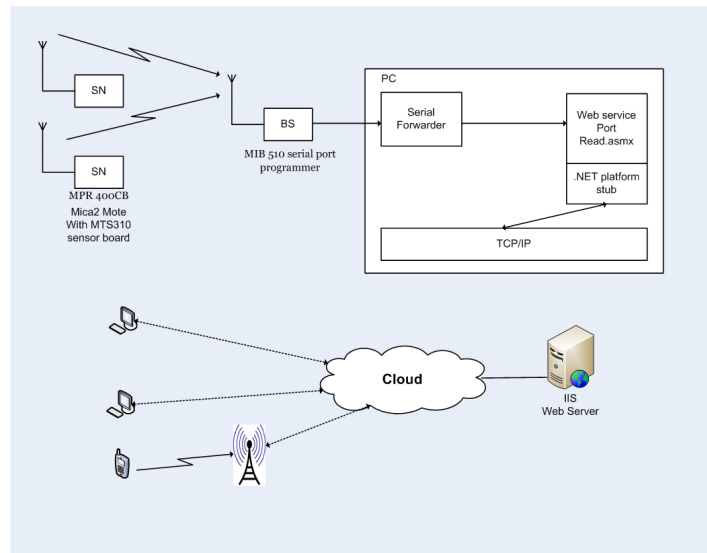 SN
SN
MPR 400CB
Mica2 Mote
With MTS310
sensor board
BS
MIB 510 serial port
programmer
PC
Serial
Forwarder
Web service
Port
Read.asmx
.NET platform
stub
TCP/IP
Cloud
IIS
Web Server